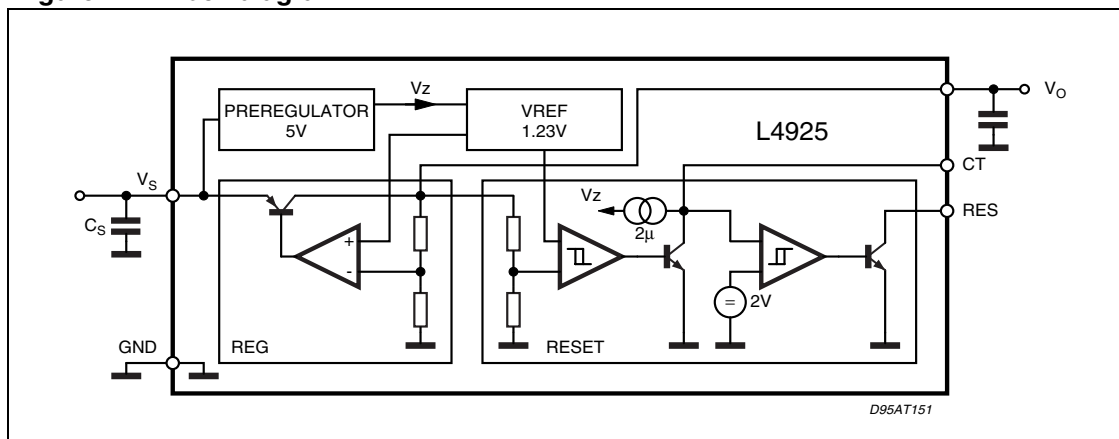 PREREGULATOR
5V
Vz
VREF
1.23V
L4925
VO
CT
RES
VS
CS
+
-
Vz
2μ
=
2V
GND
REG
RESET
D95AT151